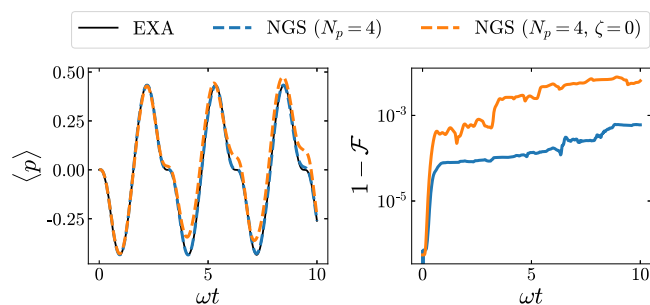 EXA NGS (N_p = 4) NGS (N_p = 4, ζ = 0)
0.50
0.25
0.00
-0.25
⟨p⟩
0 5 10
ωt
10⁻³
10⁻⁵
1 − ℱ
0 5 10
ωt